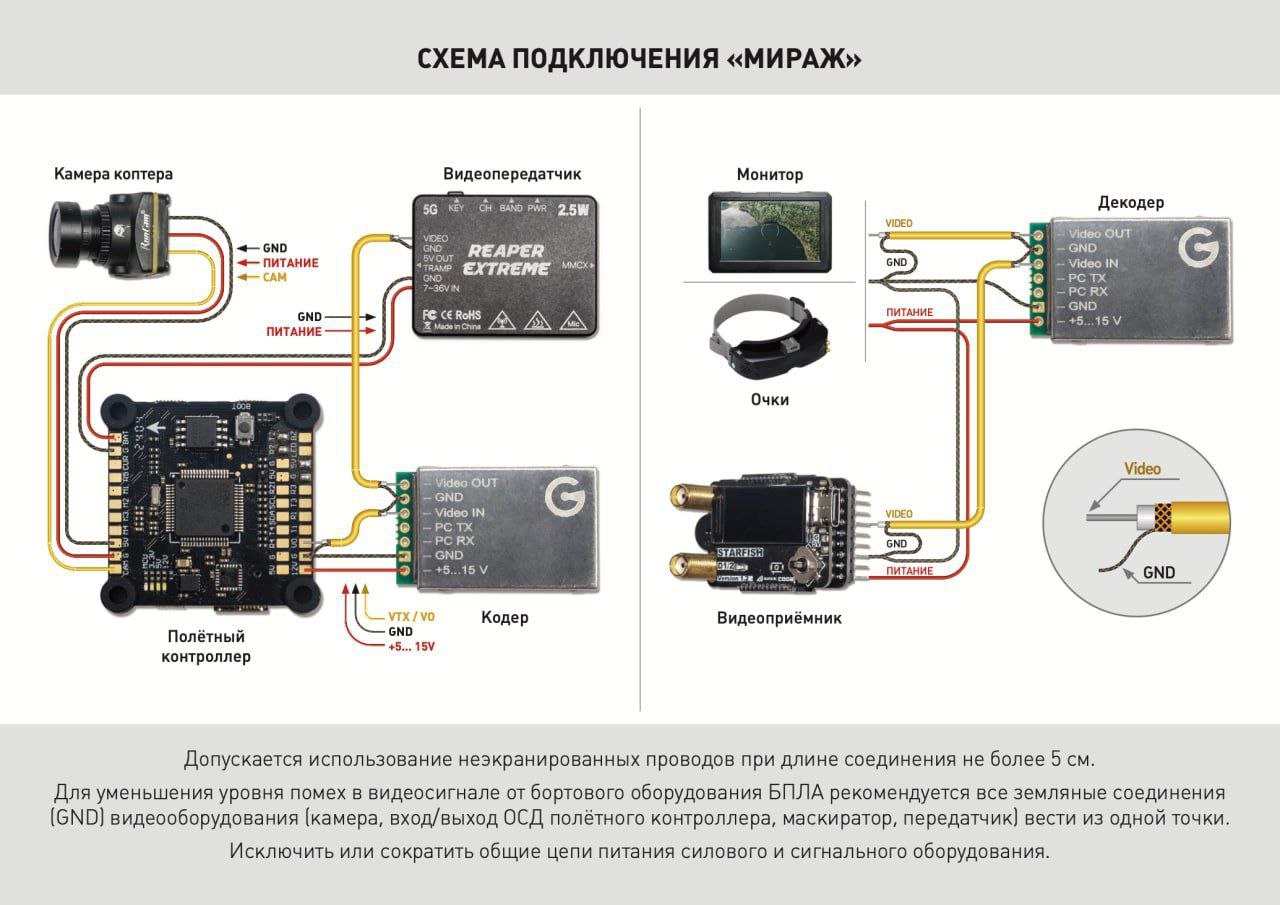 СХЕМА ПОДКЛЮЧЕНИЯ «МИРАЖ»
Камера коптера
RunCam
GND
ПИТАНИЕ
CAM
Видеопередатчик
5G
KEY CH BAND PWR
2.5W
VIDEO
GND
5V OUT
TRAMP
GND
7~36V IN
REAPER
EXTREME
MMCX
FC CE RoHS
Made in China
Mic
GND
ПИТАНИЕ
BOOT
2404
Полётный
контроллер
Video OUT
GND
Video IN
PC TX
PC RX
GND
+5...15 V
G
VTX / VO
GND
+5... 15V
Кодер
Монитор
Очки
VIDEO
GND
ПИТАНИЕ
Декодер
Video OUT
GND
Video IN
PC TX
PC RX
GND
+5...15 V
G
STARFISH
Version 1.2
VIDEO
GND
ПИТАНИЕ
Видеоприёмник
Video
GND
Допускается использование неэкранированных проводов при длине соединения не более 5 см.
Для уменьшения уровня помех в видеосигнале от бортового оборудования БПЛА рекомендуется все земляные соединения
(GND) видеооборудования (камера, вход/выход ОСД полётного контроллера, маскиратор, передатчик) вести из одной точки.
Исключить или сократить общие цепи питания силового и сигнального оборудования.